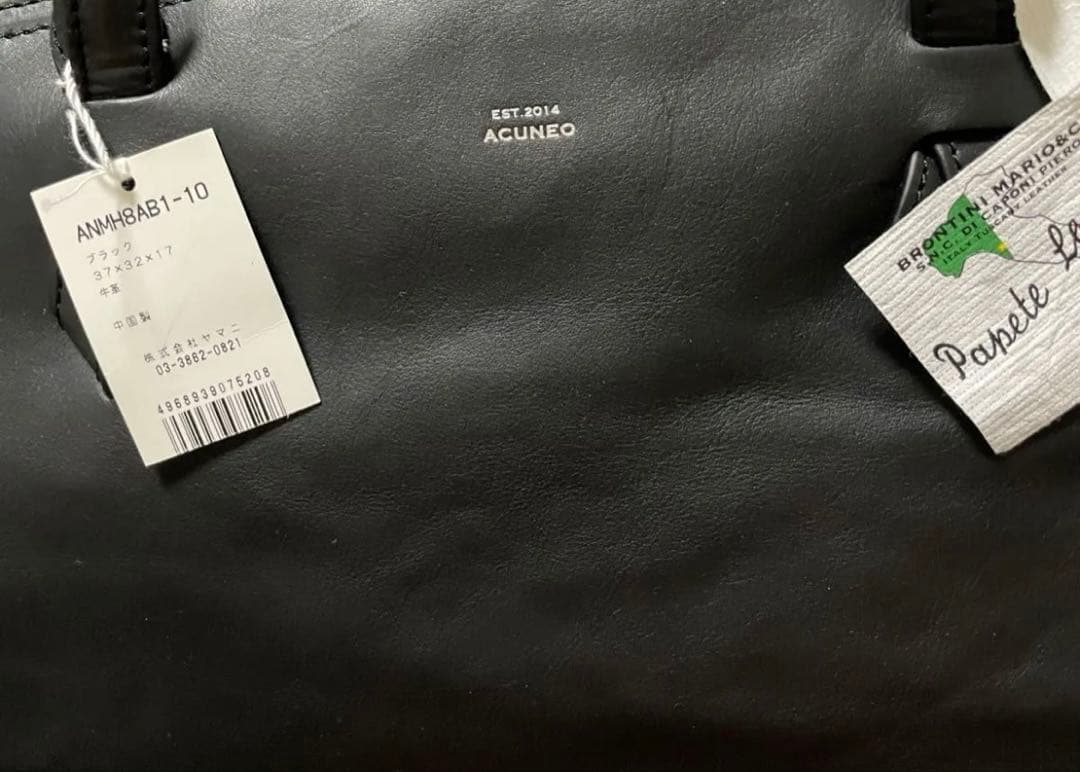 EST.2014
ACUNEO
ANMH8AB1-10
ブラック
37×32×17
牛革
中国製
株式会社ヤマニ
03-3862-0821
4968939075208
BRONTINI MARIO&C
S.N.C. DI CAPONI PIERO
ITALY TUSCANY LEATHER
Papete